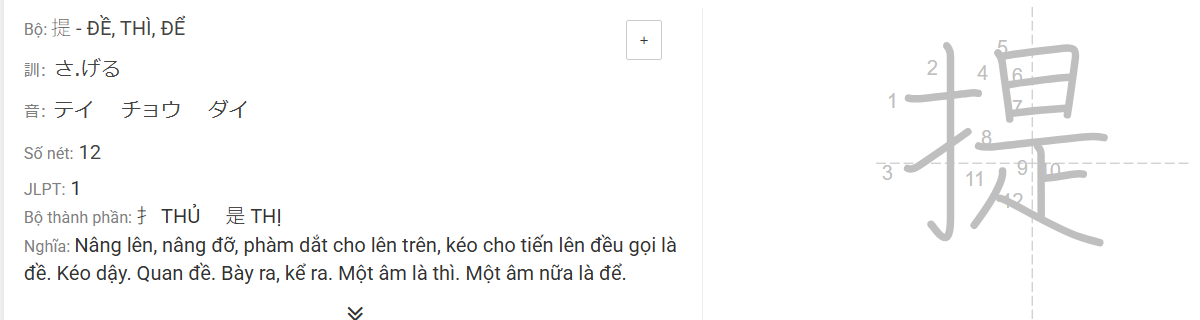 Bộ: 提 - ĐỀ, THÌ, ĐỂ
+
訓: さ.げる
音: テイ チョウ ダイ
Số nét: 12
JLPT: 1
Bộ thành phần: 扌 THỦ 是 THỊ
Nghĩa: Nâng lên, nâng đỡ, phàm dắt cho lên trên, kéo cho tiến lên đều gọi là
đề. Kéo dậy. Quan đề. Bày ra, kể ra. Một âm là thì. Một âm nữa là để.
提
1
2
3
4
5
6
7
8
9
10
11
12